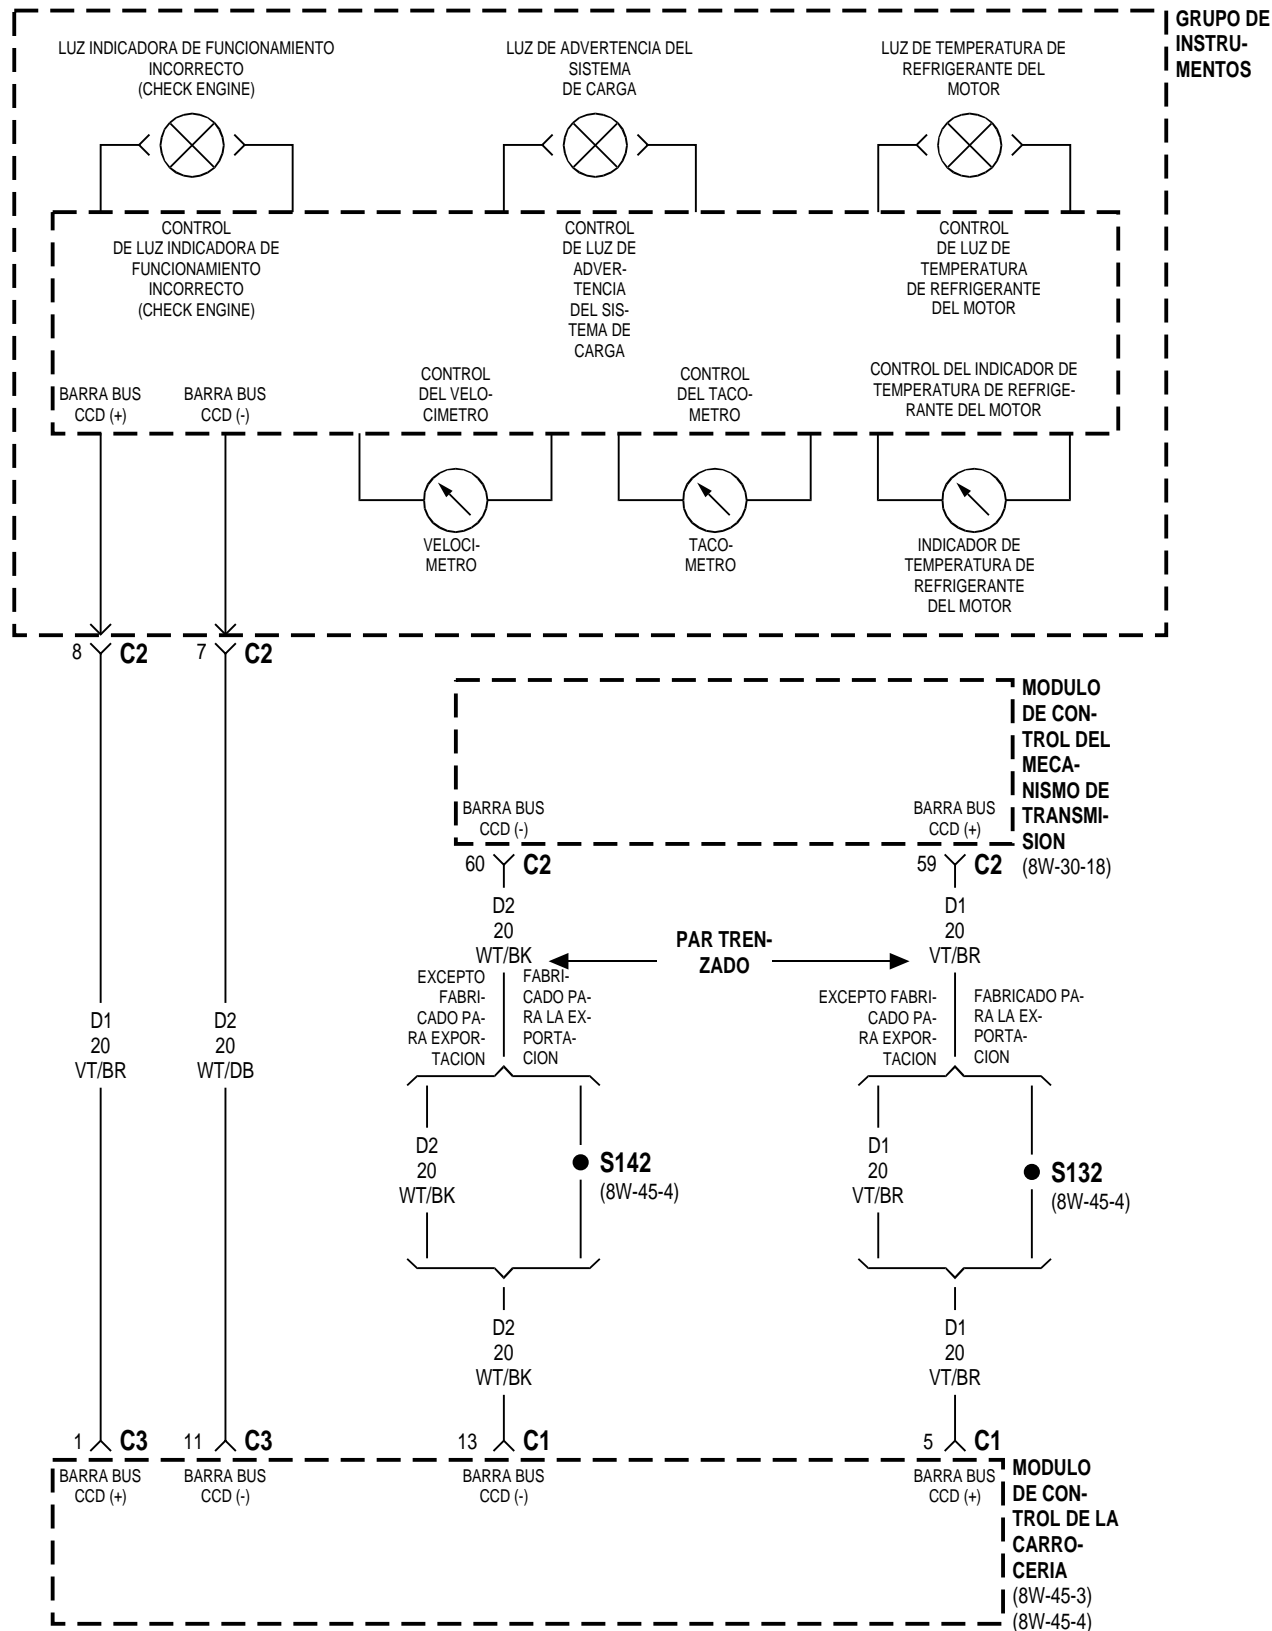 GRUPO DE
INSTRU-
MENTOS
LUZ INDICADORA DE FUNCIONAMIENTO
INCORRECTO
(CHECK ENGINE)
LUZ DE ADVERTENCIA DEL
SISTEMA
DE CARGA
LUZ DE TEMPERATURA DE
REFRIGERANTE DEL
MOTOR
CONTROL
DE LUZ INDICADORA DE
FUNCIONAMIENTO
INCORRECTO
(CHECK ENGINE)
CONTROL
DE LUZ DE
ADVER-
TENCIA
DEL SIS-
TEMA DE
CARGA
CONTROL
DE LUZ DE
TEMPERATURA
DE REFRIGERANTE
DEL MOTOR
BARRA BUS
CCD (+)
BARRA BUS
CCD (-)
CONTROL
DEL VELO-
CIMETRO
CONTROL
DEL TACO-
METRO
CONTROL DEL INDICADOR DE
TEMPERATURA DE REFRIGE-
RANTE DEL MOTOR
VELOCI-
METRO
TACO-
METRO
INDICADOR DE
TEMPERATURA DE
REFRIGERANTE
DEL MOTOR
8 C2
7 C2
MODULO
DE CON-
TROL DEL
MECA-
NISMO DE
TRANSMI-
SION
(8W-30-18)
BARRA BUS
CCD (-)
BARRA BUS
CCD (+)
60 C2
59 C2
D2
20
WT/BK
PAR TREN-
ZADO
D1
20
VT/BR
EXCEPTO
FABRI-
CADO PA-
RA EXPOR-
TACION
FABRI-
CADO PA-
RA LA EX-
PORTA-
CION
EXCEPTO FABRI-
CADO PA-
RA EXPOR-
TACION
FABRICADO PA-
RA LA EX-
PORTA-
CION
D1
20
VT/BR
D2
20
WT/DB
D2
20
WT/BK
S142
(8W-45-4)
D1
20
VT/BR
S132
(8W-45-4)
D2
20
WT/BK
D1
20
VT/BR
1 C3
11 C3
13 C1
5 C1
BARRA BUS
CCD (+)
BARRA BUS
CCD (-)
BARRA BUS
CCD (-)
BARRA BUS
CCD (+)
MODULO
DE CON-
TROL DE LA
CARRO-
CERIA
(8W-45-3)
(8W-45-4)